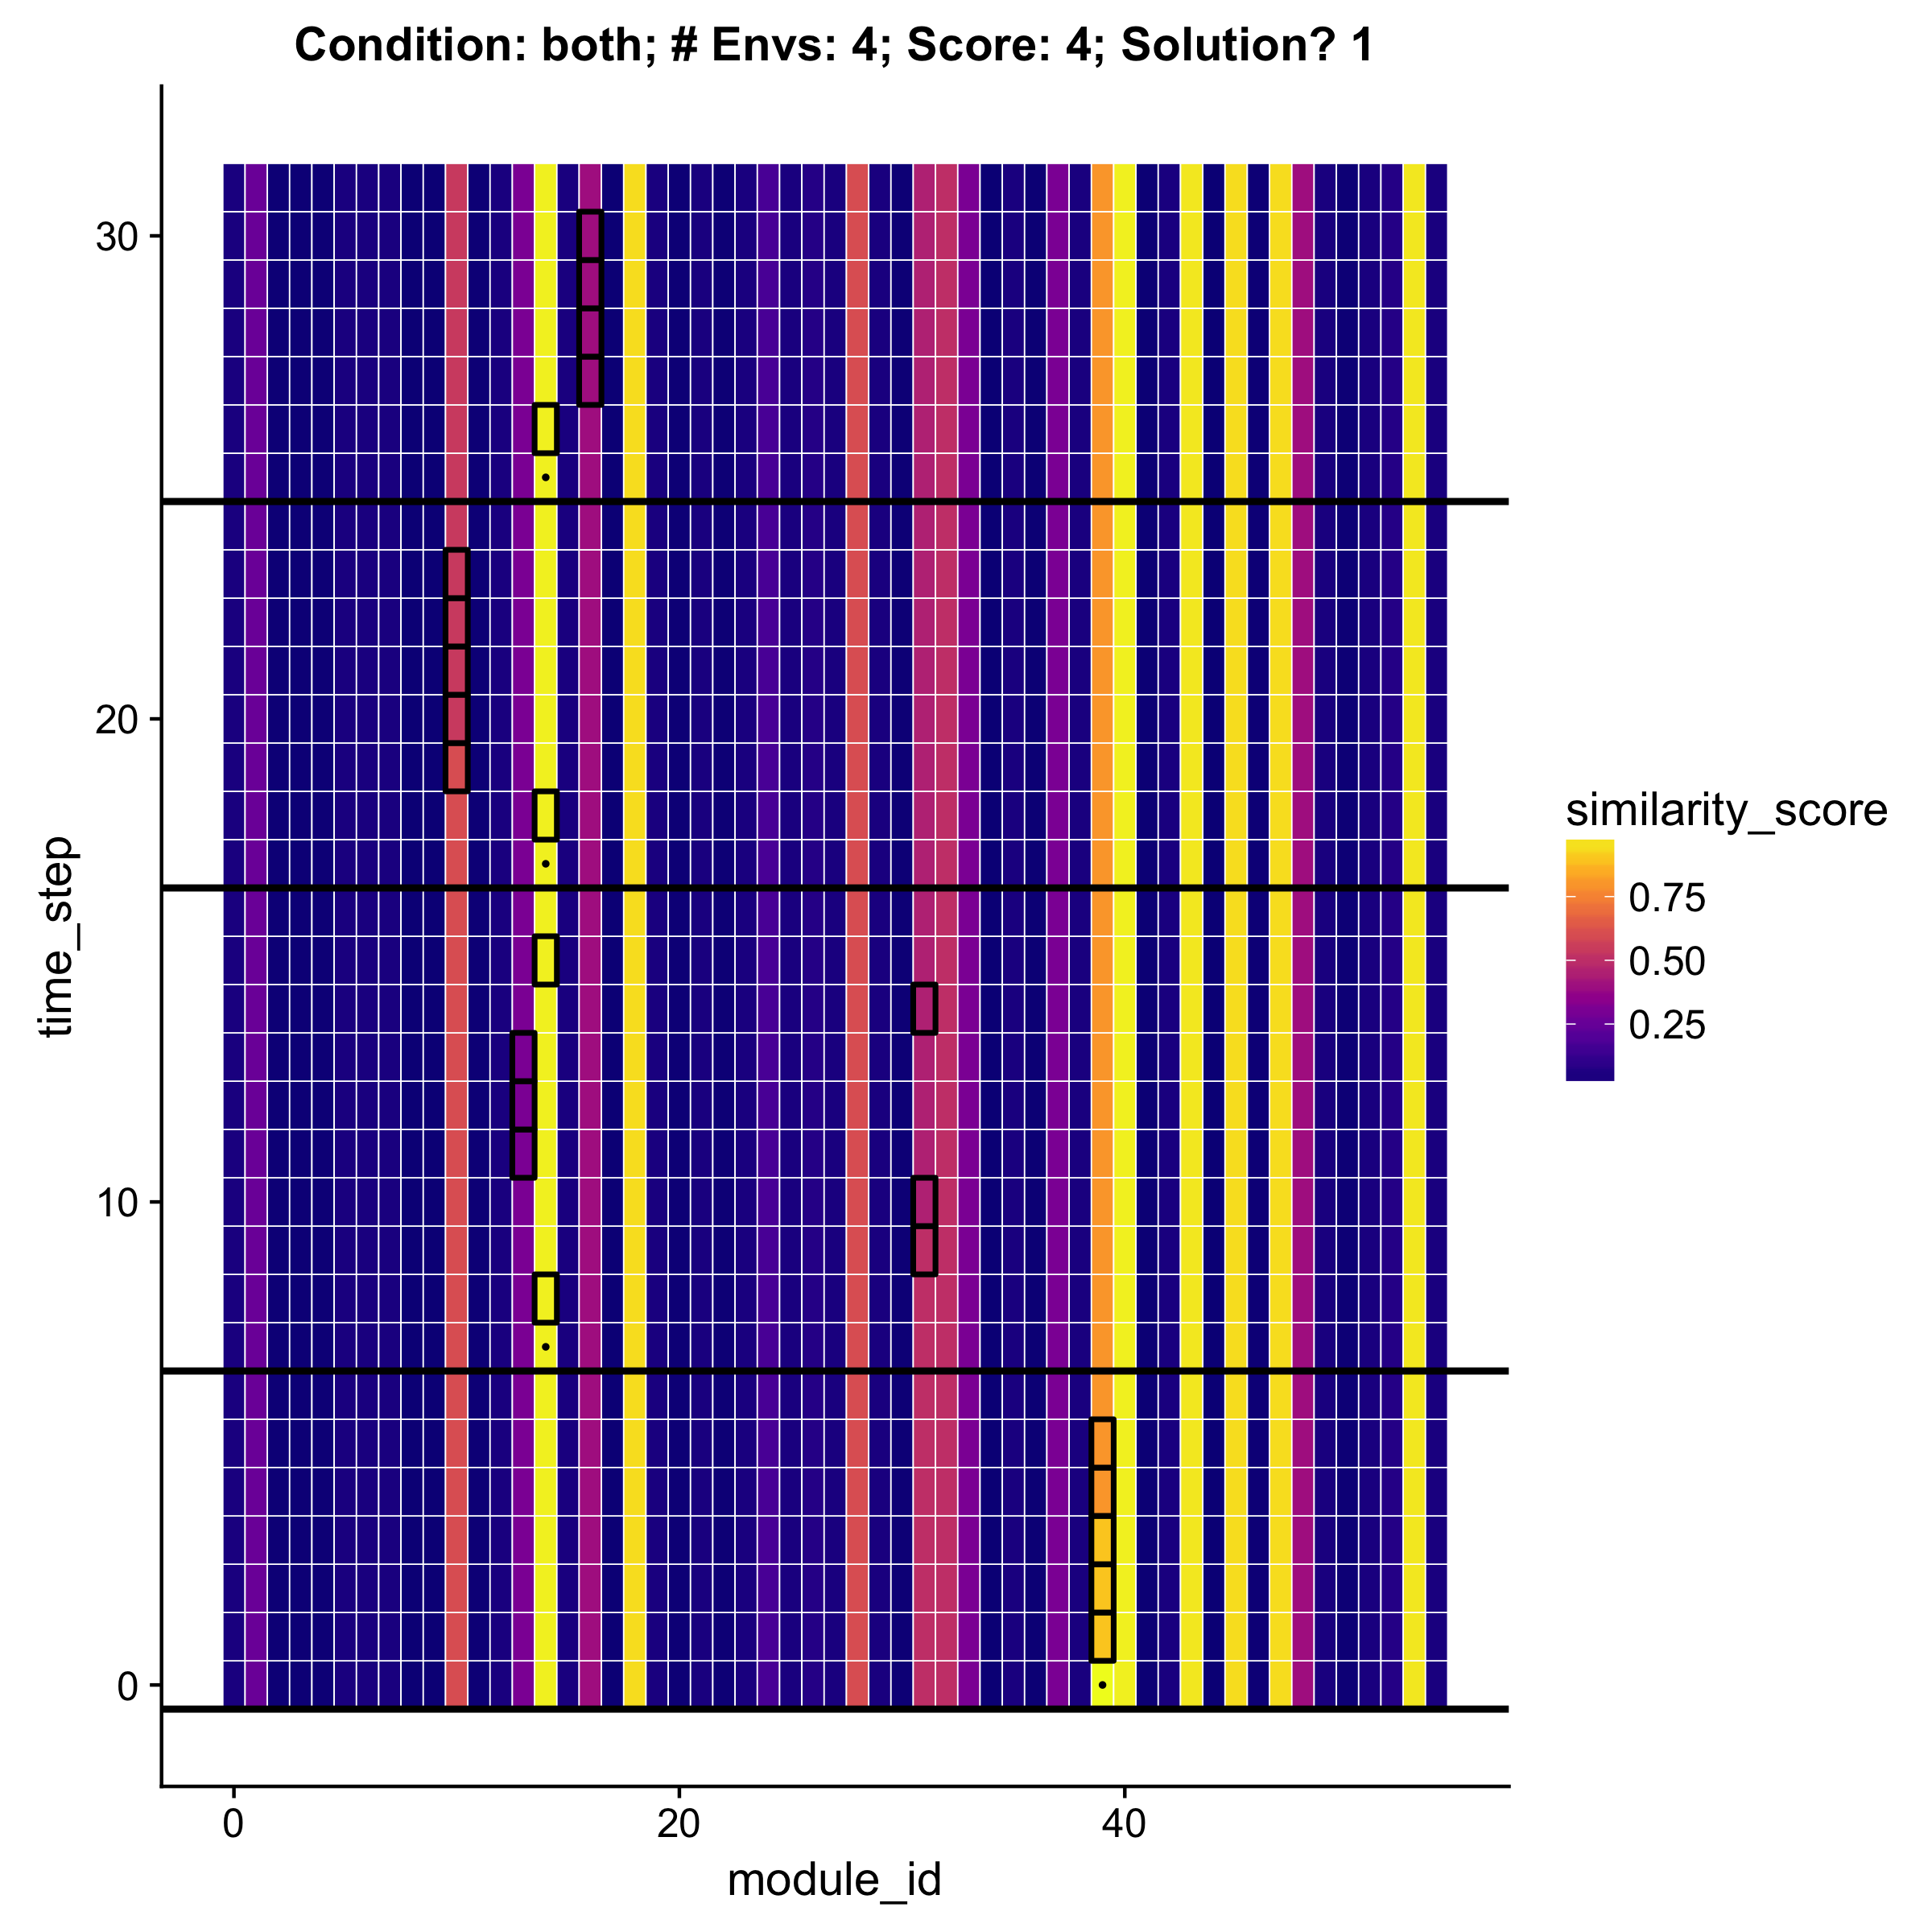 Condition: both; # Envs: 4; Score: 4; Solution? 1
30
20
10
0
time_step
0
20
40
module_id
similarity_score
0.75
0.50
0.25